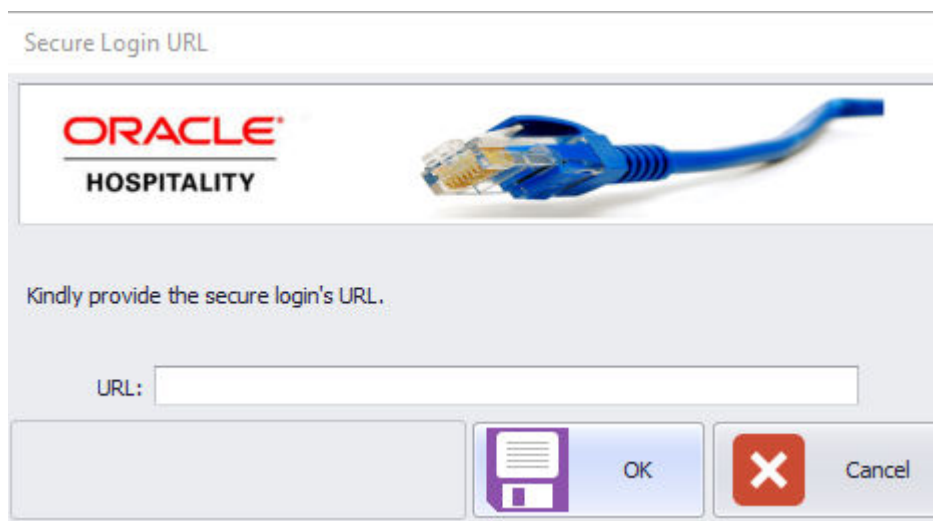 Secure Login URL
ORACLE
HOSPITALITY
Kindly provide the secure login's URL.
URL:
OK
Cancel